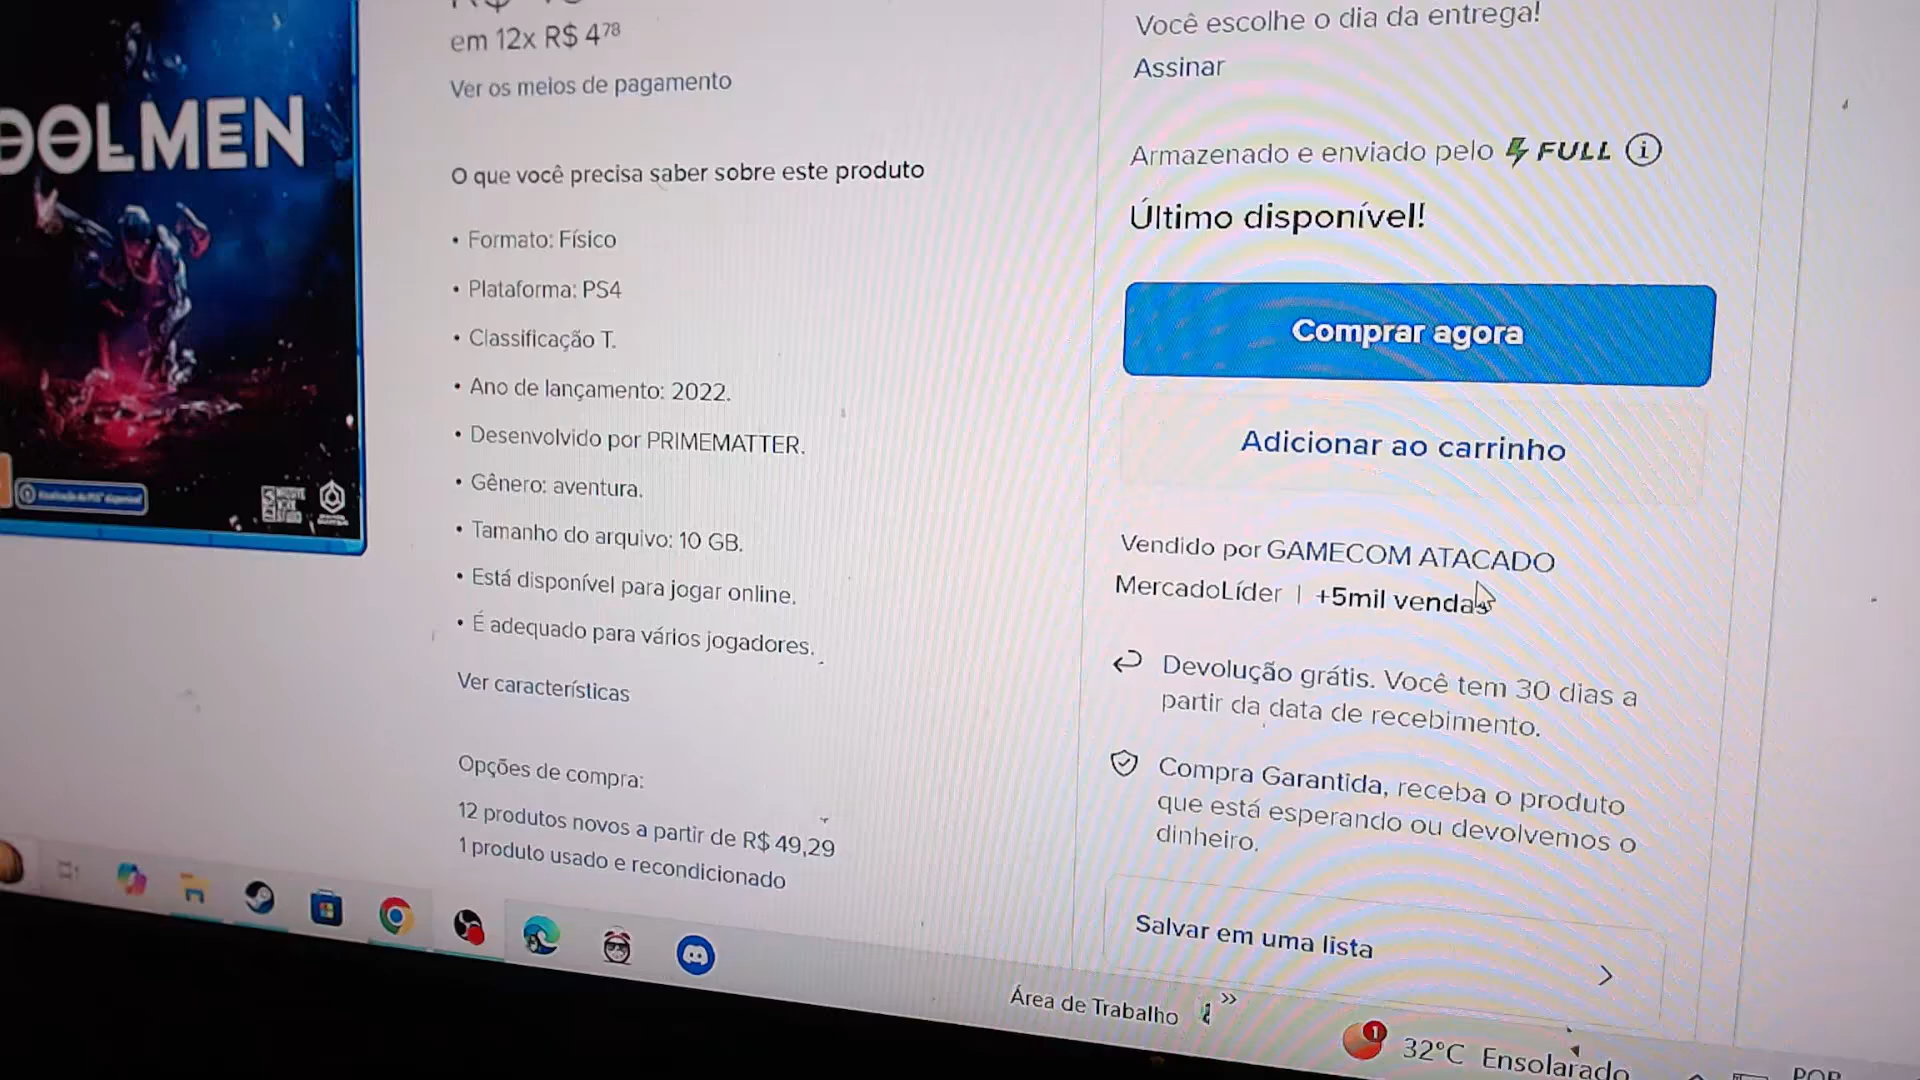 DOLMEN
em 12x R$ 4⁷⁸
Ver os meios de pagamento
O que você precisa saber sobre este produto
• Formato: Físico
• Plataforma: PS4
• Classificação T.
• Ano de lançamento: 2022.
• Desenvolvido por PRIMEMATTER.
• Gênero: aventura.
• Tamanho do arquivo: 10 GB.
• Está disponível para jogar online.
• É adequado para vários jogadores.
Ver características
Opções de compra:
12 produtos novos a partir de R$ 49,29
1 produto usado e recondicionado
Você escolhe o dia da entrega!
Assinar
Armazenado e enviado pelo FULL
Último disponível!
Comprar agora
Adicionar ao carrinho
Vendido por GAMECOM ATACADO
MercadoLíder | +5mil vendas
Devolução grátis. Você tem 30 dias a
partir da data de recebimento.
Compra Garantida, receba o produto
que está esperando ou devolvemos o
dinheiro.
Salvar em uma lista
Área de Trabalho
1
32°C Ensolarado
POR